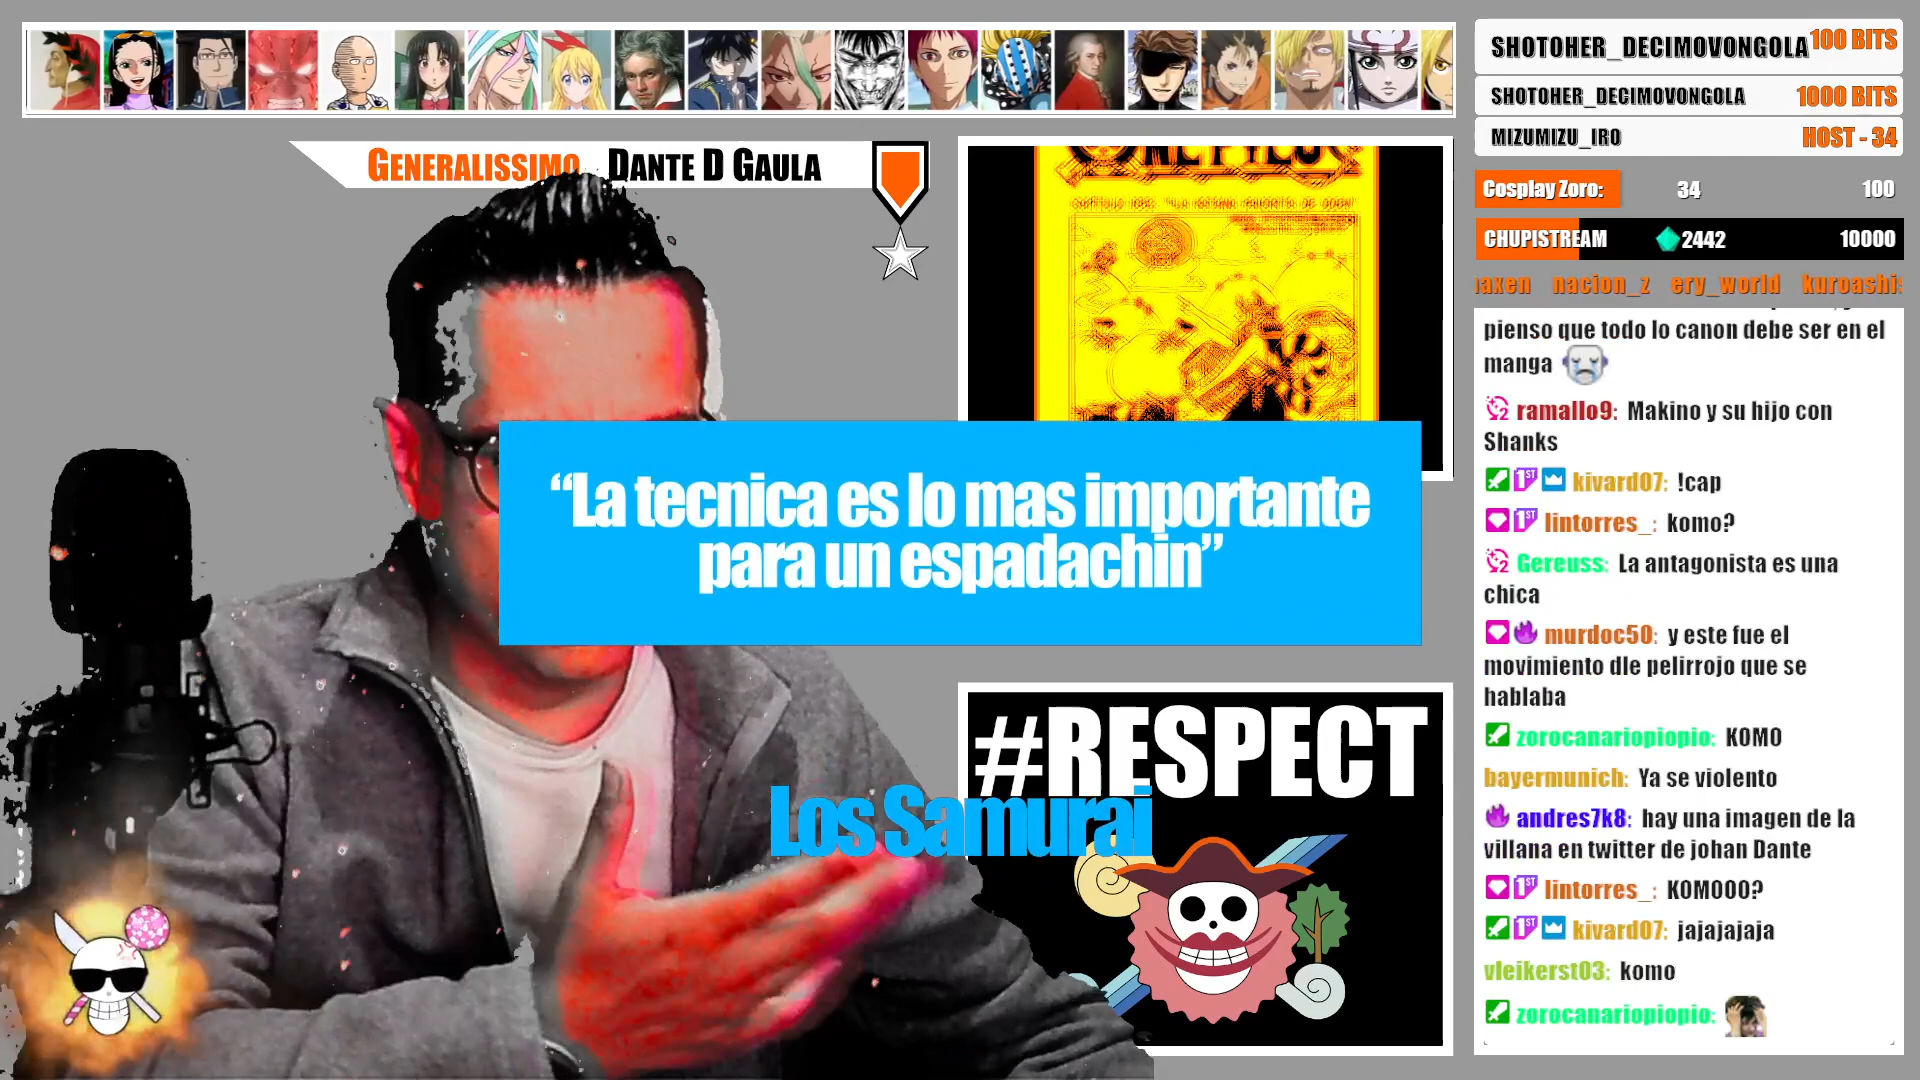 GENERALISSIMO DANTE D GAULA
"La tecnica es lo mas importante
para un espadachin"
#RESPECT
Los Samurai
SHOTOHER_DECIMOVONGOLA 100 BITS
SHOTOHER_DECIMOVONGOLA 1000 BITS
MIZUMIZU_IRO HOST - 34
Cosplay Zoro: 34 100
CHUPISTREAM 2442 10000
nacion_z ery_world
pienso que todo lo canon debe ser en el
manga
ramallo9: Makino y su hijo con
Shanks
kivard07: !cap
lintorres_: komo?
Gereuss: La antagonista es una
chica
murdoc50: y este fue el
movimiento dle pelirrojo que se
hablaba
zorocanariopiopio: KOMO
bayermunich: Ya se violento
andres7k8: hay una imagen de la
villana en twitter de johan Dante
lintorres_: KOMOOO?
kivard07: jajajajaja
vleikerst03: komo
zorocanariopiopio: